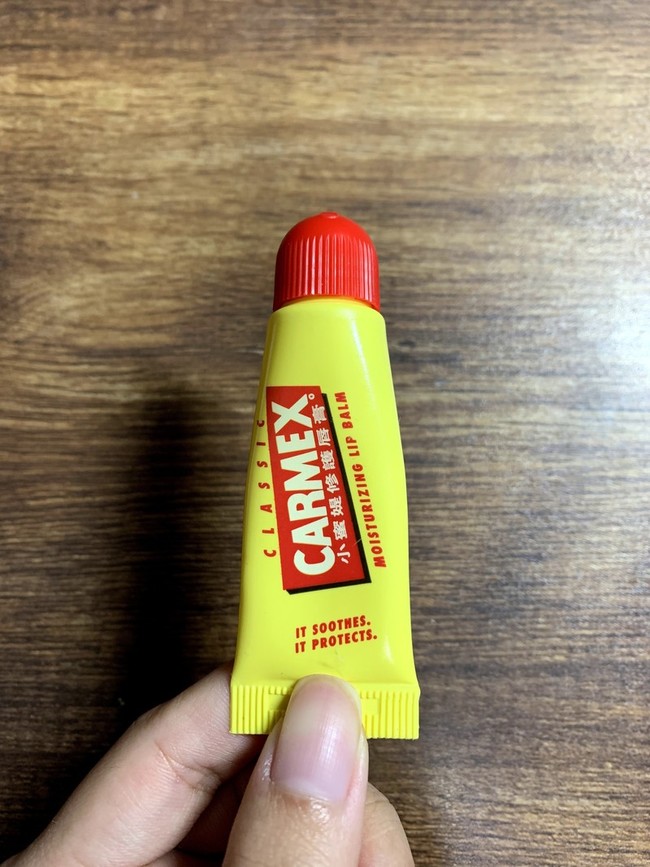 CLASSIC
CARMEX
小蜜媞修護唇膏
MOISTURIZING LIP BALM
IT SOOTHES.
IT PROTECTS.